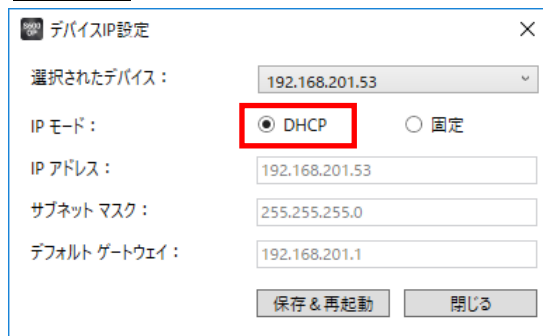 S600 OP デバイスIP設定
選択されたデバイス： 192.168.201.53
IP モード： DHCP 固定
IP アドレス： 192.168.201.53
サブネット マスク： 255.255.255.0
デフォルト ゲートウェイ： 192.168.201.1
保存＆再起動 閉じる